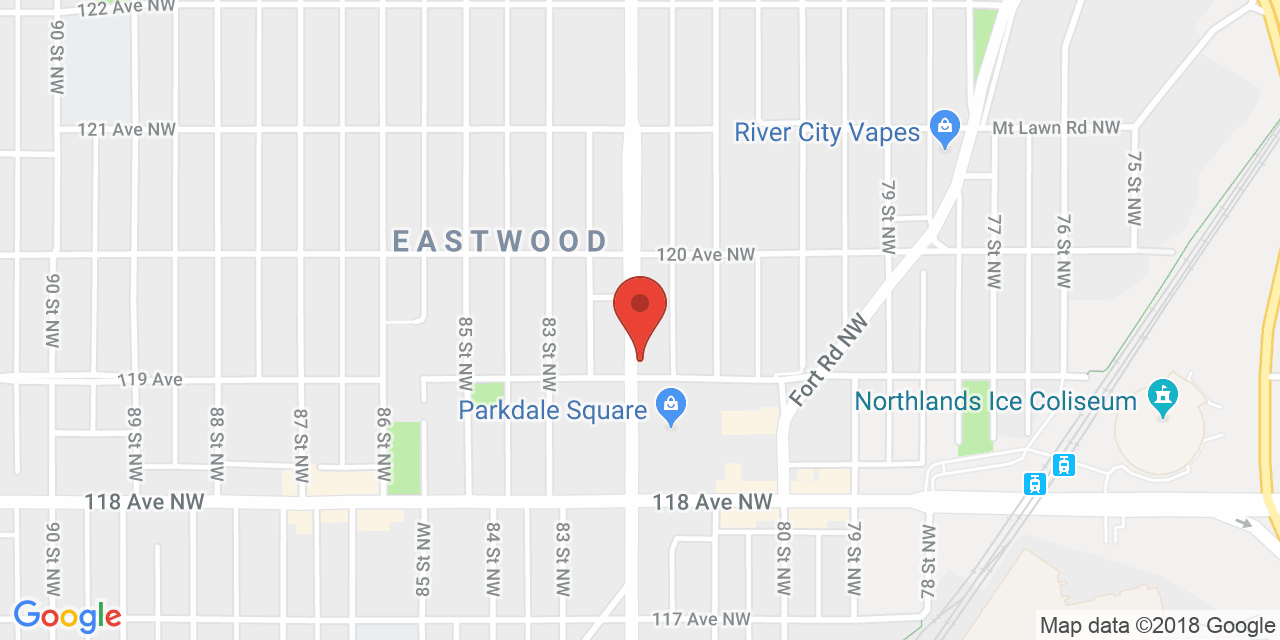 122 Ave NW
90 St NW
121 Ave NW
River City Vapes
Mt Lawn Rd NW
75 St NW
79 St NW
EASTWOOD
77 St NW
76 St NW
120 Ave NW
90 St NW
85 St NW
83 St NW
Fort Rd NW
119 Ave
Parkdale Square
Northlands Ice Coliseum
89 St NW
88 St NW
87 St NW
86 St NW
118 Ave NW
118 Ave NW
90 St NW
85 St NW
84 St NW
83 St NW
80 St NW
79 St NW
78 St NW
Google
117 Ave NW
Map data ©2018 Google